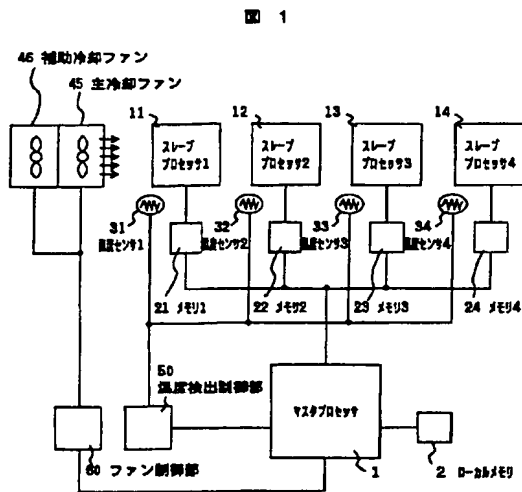 図 1
46 補助冷却ファン
45 主冷却ファン
11
12
13
14
スレーブ
プロセッサ1
スレーブ
プロセッサ2
スレーブ
プロセッサ3
スレーブ
プロセッサ4
31
温度センサ1
32
温度センサ2
33
温度センサ3
34
温度センサ4
21 メモリ1
22 メモリ2
23 メモリ3
24 メモリ4
50
温度検出制御部
マスタプロセッサ
60 ファン制御部
1
2 ローカルメモリ